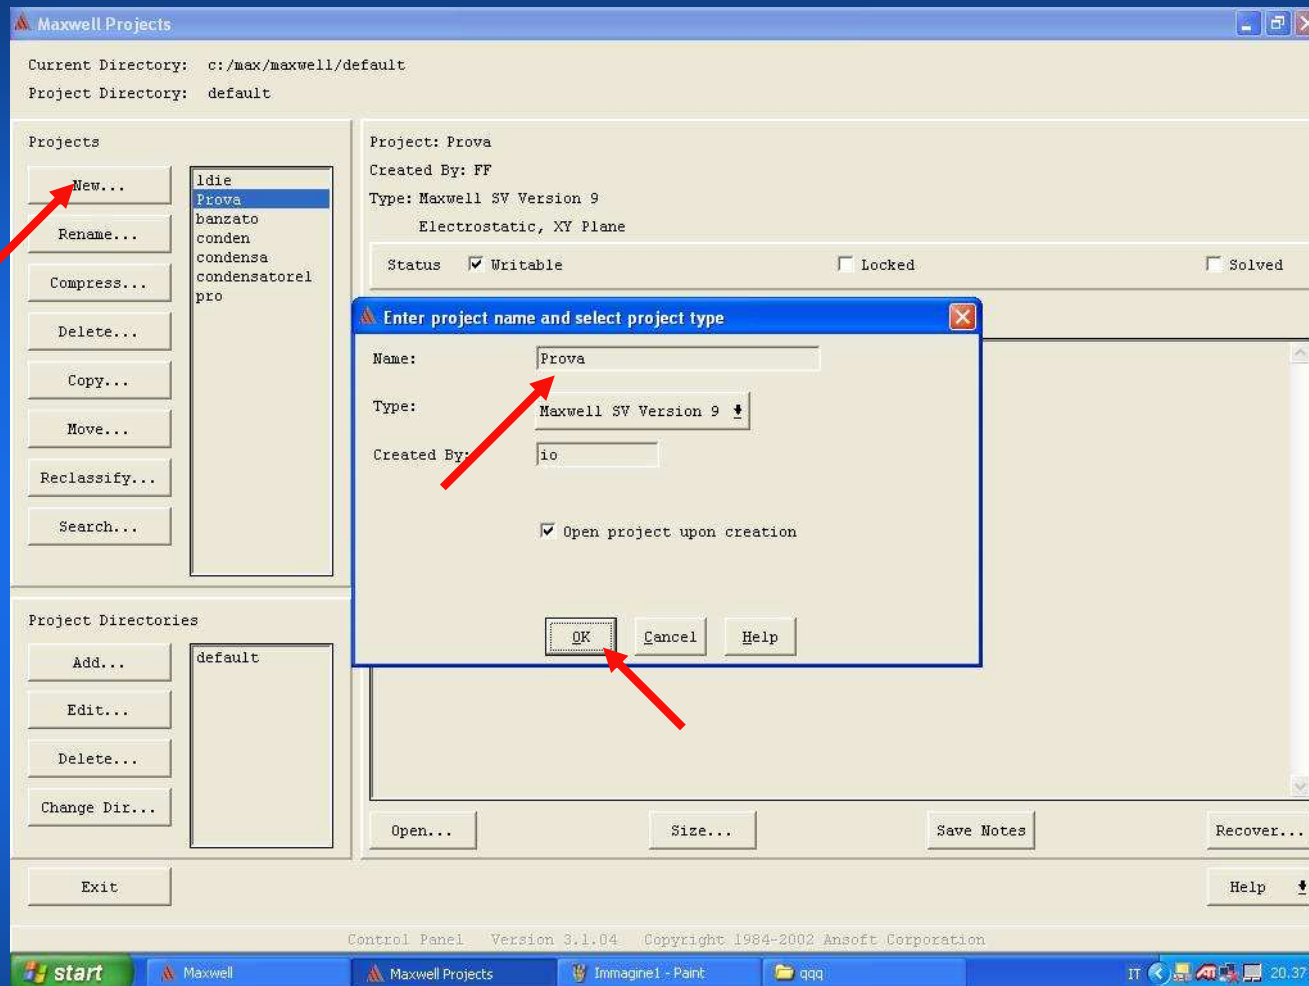 Maxwell Projects
Current Directory: c:/max/maxwell/default
Project Directory: default
Projects
New...
Rename...
Compress...
Delete...
Copy...
Move...
Reclassify...
Search...
ldie
Prova
banzato
conden
condensa
condensatorel
pro
Project: Prova
Created By: FF
Type: Maxwell SV Version 9
Electrostatic, XY Plane
Status Writable Locked Solved
Enter project name and select project type
Name: Prova
Type: Maxwell SV Version 9
Created By: io
Open project upon creation
OK Cancel Help
Project Directories
Add...
Edit...
Delete...
Change Dir...
default
Open... Size... Save Notes Recover...
Exit
Help
Control Panel Version 3.1.04 Copyright 1984-2002 Ansoft Corporation
start Maxwell Maxwell Projects Immagine1 - Paint qqq IT 20.37